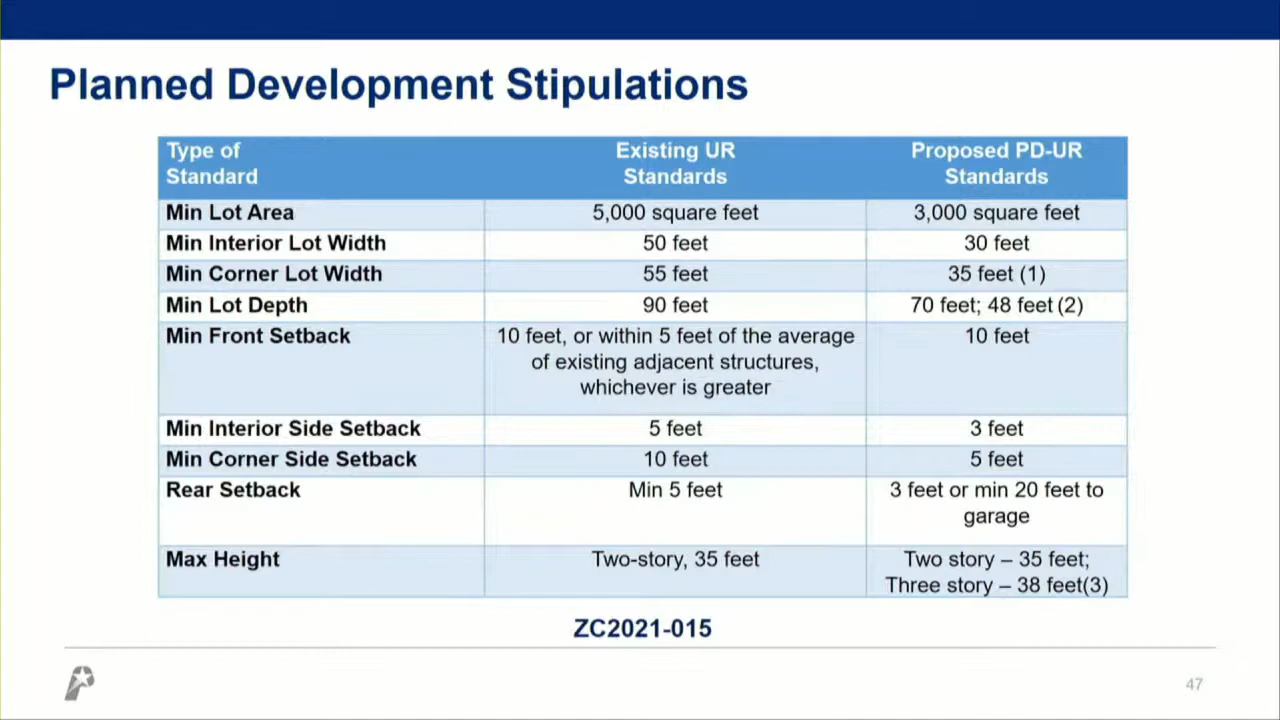 Planned Development Stipulations
Type of
Standard
Existing UR
Standards
Proposed PD-UR
Standards
Min Lot Area
5,000 square feet
3,000 square feet
Min Interior Lot Width
50 feet
30 feet
Min Corner Lot Width
55 feet
35 feet (1)
Min Lot Depth
90 feet
70 feet; 48 feet (2)
Min Front Setback
10 feet, or within 5 feet of the average
of existing adjacent structures,
whichever is greater
10 feet
Min Interior Side Setback
5 feet
3 feet
Min Corner Side Setback
10 feet
5 feet
Rear Setback
Min 5 feet
3 feet or min 20 feet to
garage
Max Height
Two-story, 35 feet
Two story – 35 feet;
Three story – 38 feet(3)
ZC2021-015
P
47